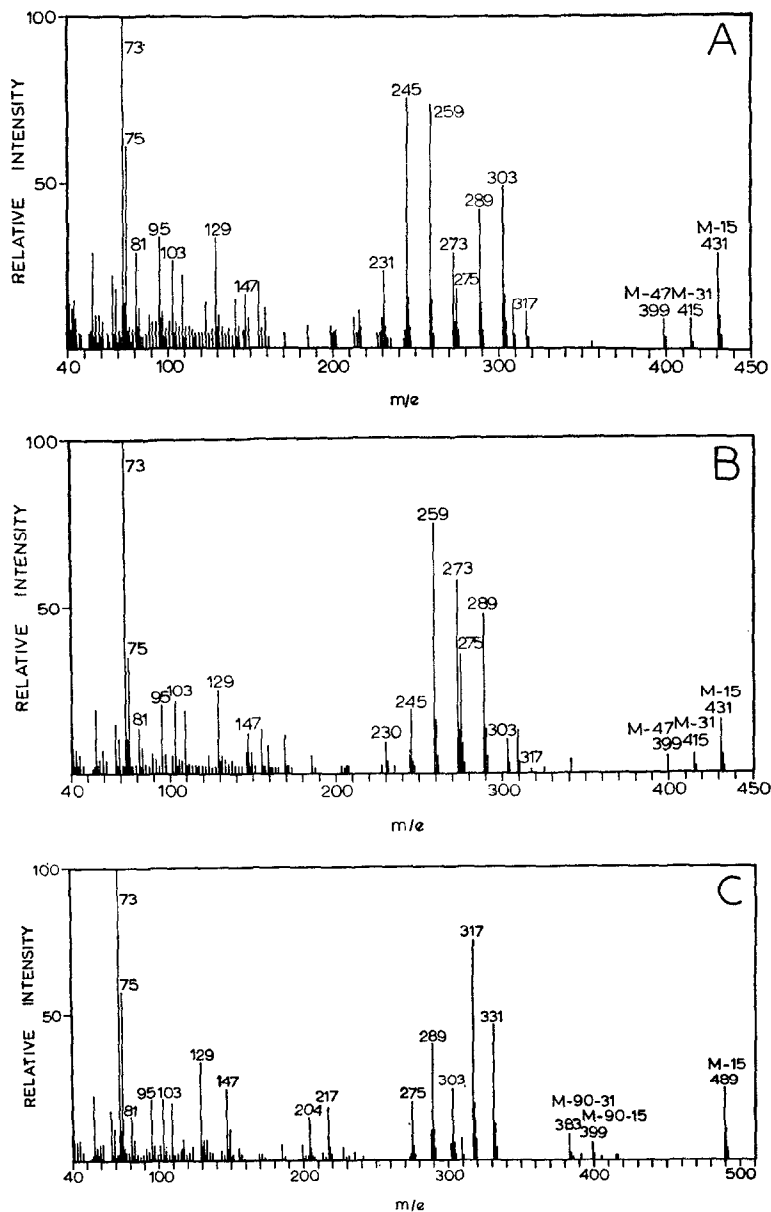 A
100
73
245
75
259
RELATIVE INTENSITY
50
303
289
M-15
81
95
129
431
103
273
231
275
M-47 M-31
147
317
399 415
40 100 200 300 400 450
m/e
B
100
73
259
RELATIVE INTENSITY
273
50
289
75
275
129
M-15
95 103
431
81
245
M-47 M-31
147
230
303
399 415
317
40 100 200 300 400 450
m/e
C
100
73
317
RELATIVE INTENSITY
75
331
50
289
129
M-15
303
489
95 103
147
275
M-90-31
81
217
204
383 M-90-15
399
40 100 200 300 400 500
m/e